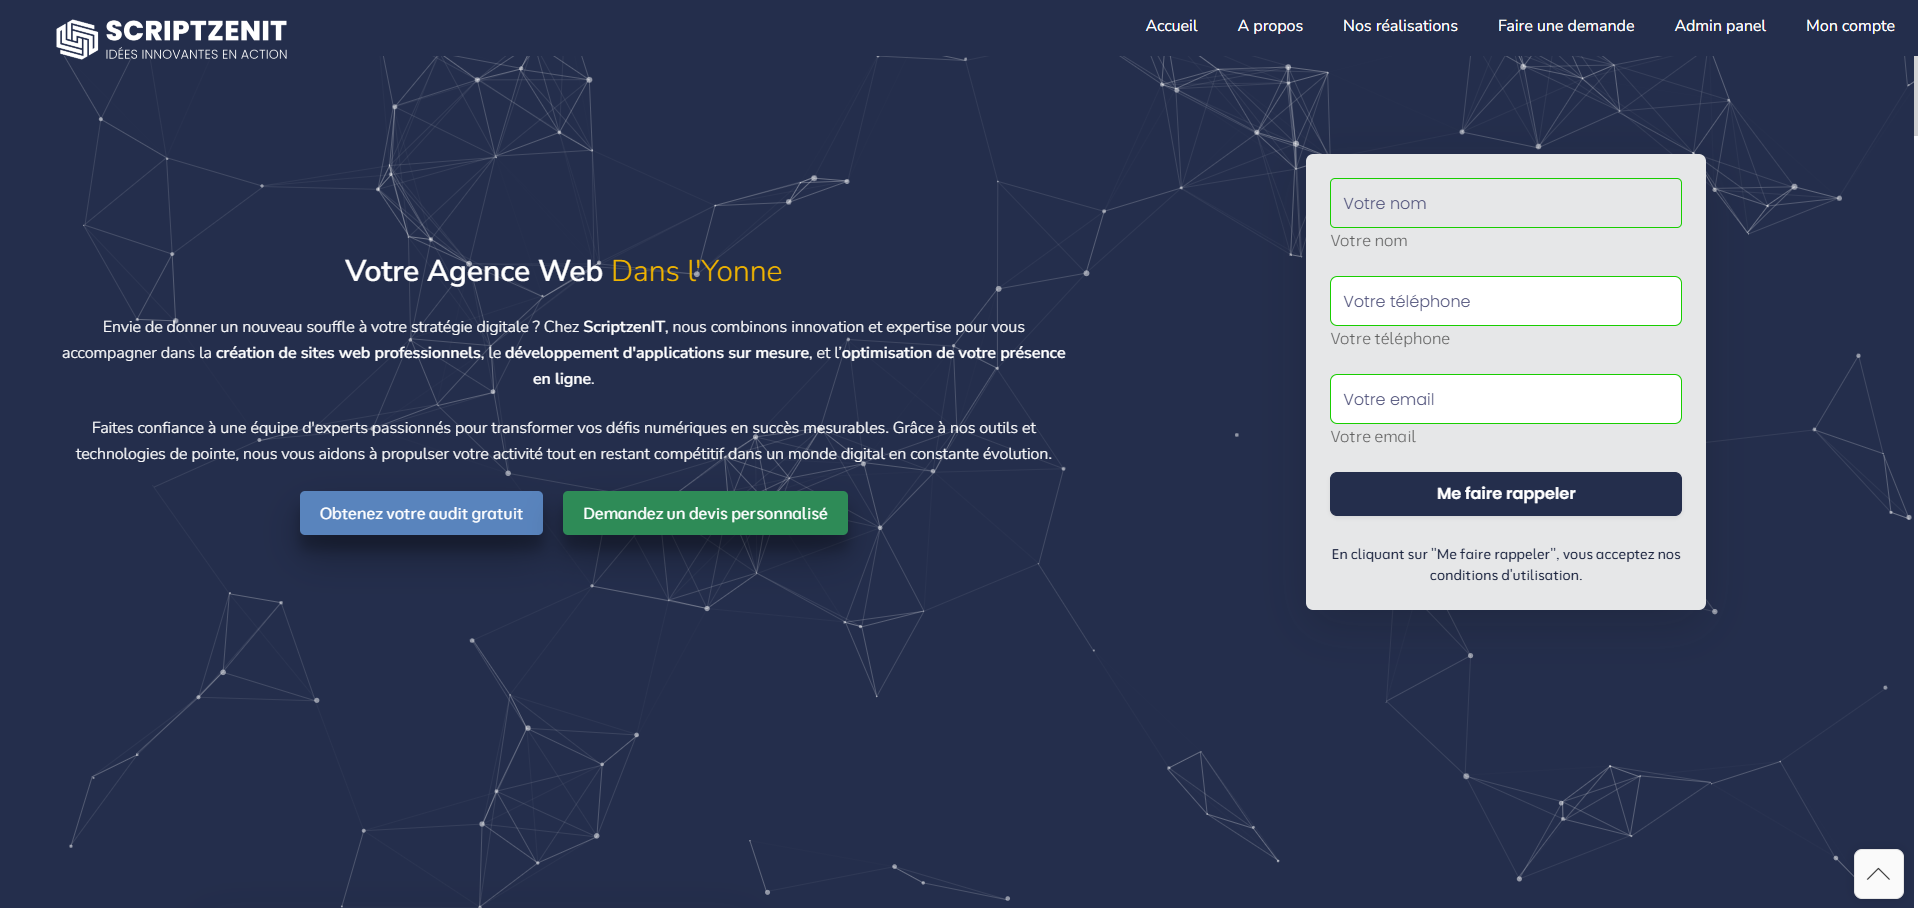 SCRIPTZENIT
IDÉES INNOVANTES EN ACTION
Accueil
A propos
Nos réalisations
Faire une demande
Admin panel
Mon compte
Votre Agence Web Dans l'Yonne
Envie de donner un nouveau souffle à votre stratégie digitale ? Chez ScriptzenIT, nous combinons innovation et expertise pour vous
accompagner dans la création de sites web professionnels, le développement d'applications sur mesure, et l'optimisation de votre présence
en ligne.
Faites confiance à une équipe d'experts passionnés pour transformer vos défis numériques en succès mesurables. Grâce à nos outils et
technologies de pointe, nous vous aidons à propulser votre activité tout en restant compétitif dans un monde digital en constante évolution.
Obtenez votre audit gratuit
Demandez un devis personnalisé
Votre nom
Votre nom
Votre téléphone
Votre téléphone
Votre email
Votre email
Me faire rappeler
En cliquant sur "Me faire rappeler", vous acceptez nos
conditions d'utilisation.